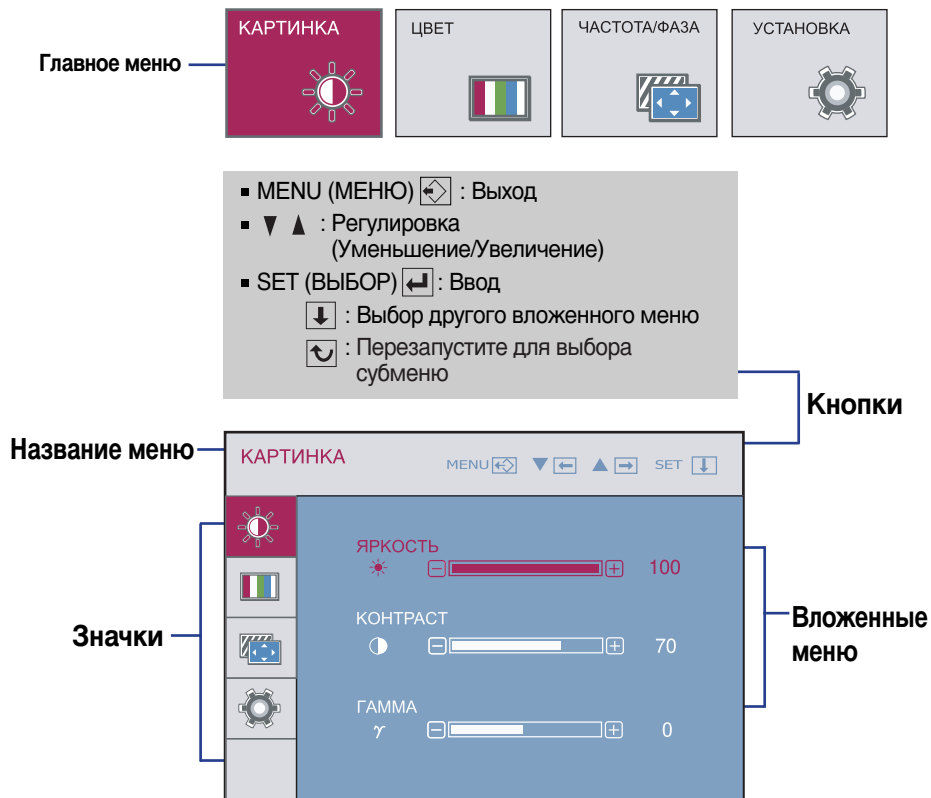 КАРТИНКА
ЦВЕТ
ЧАСТОТА/ФАЗА
УСТАНОВКА
Главное меню
MENU (МЕНЮ) : Выход
▼ ▲ : Регулировка
(Уменьшение/Увеличение)
SET (ВЫБОР) : Ввод
: Выбор другого вложенного меню
: Перезапустите для выбора
субменю
Кнопки
Название меню
КАРТИНКА
MENU ▼ ▲ SET
ЯРКОСТЬ
100
Значки
КОНТРАСТ
70
Вложенные
меню
ГАММА
γ 0